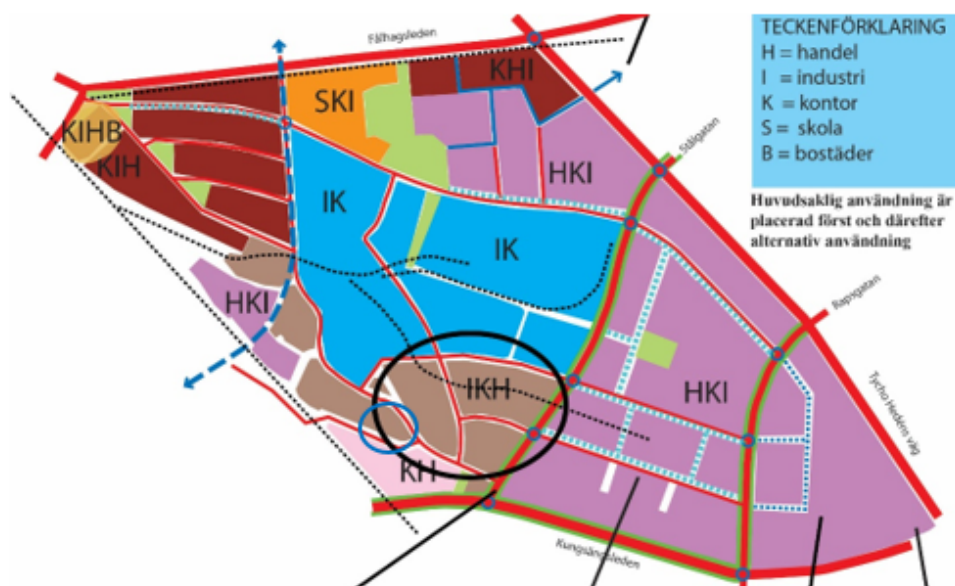 Fålhagsleden
TECKENFÖRKLARING
H = handel
I = industri
K = kontor
S = skola
B = bostäder
Huvudsaklig användning är
placerad först och därefter
alternativ användning
KHI
SKI
KIHB
KIH
HKI
Stålgatan
IK
IK
HKI
Rapsgatan
IKH
HKI
Tycho Hedéns väg
KH
Kungsängsleden